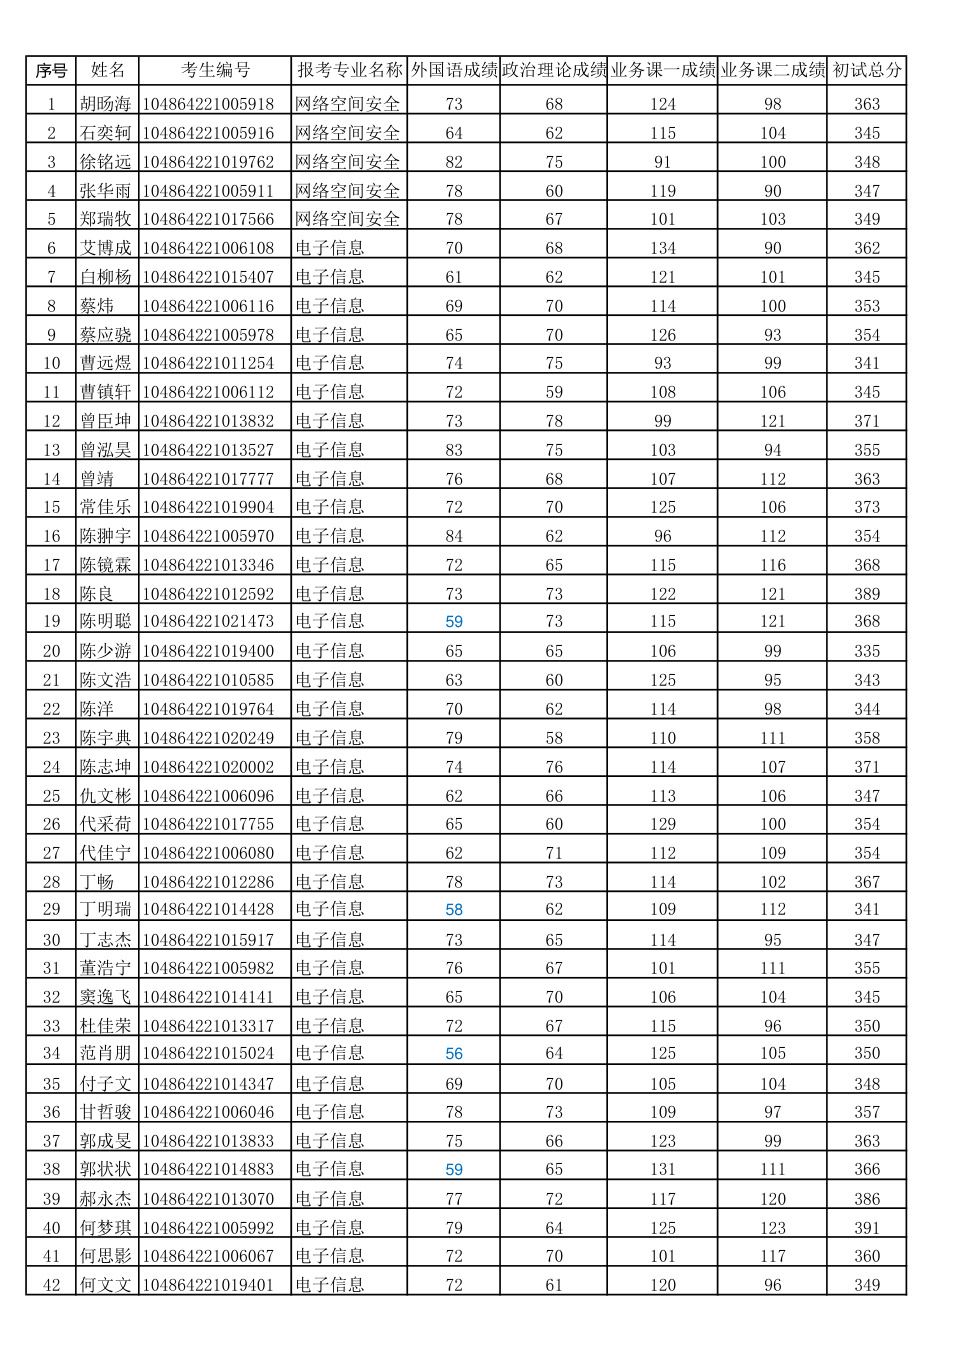 序号 姓名 考生编号 报考专业名称 外国语成绩 政治理论成绩 业务课一成绩 业务课二成绩 初试总分
1 胡旸海 104864221005918 网络空间安全 73 68 124 98 363
2 石奕轲 104864221005916 网络空间安全 64 62 115 104 345
3 徐铭远 104864221019762 网络空间安全 82 75 91 100 348
4 张华雨 104864221005911 网络空间安全 78 60 119 90 347
5 郑瑞牧 104864221017566 网络空间安全 78 67 101 103 349
6 艾博成 104864221006108 电子信息 70 68 134 90 362
7 白柳杨 104864221015407 电子信息 61 62 121 101 345
8 蔡炜 104864221006116 电子信息 69 70 114 100 353
9 蔡应骁 104864221005978 电子信息 65 70 126 93 354
10 曹远煜 104864221011254 电子信息 74 75 93 99 341
11 曹镇轩 104864221006112 电子信息 72 59 108 106 345
12 曾臣坤 104864221013832 电子信息 73 78 99 121 371
13 曾泓昊 104864221013527 电子信息 83 75 103 94 355
14 曾靖 104864221017777 电子信息 76 68 107 112 363
15 常佳乐 104864221019904 电子信息 72 70 125 106 373
16 陈翀宇 104864221005970 电子信息 84 62 96 112 354
17 陈镜霖 104864221013346 电子信息 72 65 115 116 368
18 陈良 104864221012592 电子信息 73 73 122 121 389
19 陈明聪 104864221021473 电子信息 59 73 115 121 368
20 陈少游 104864221019400 电子信息 65 65 106 99 335
21 陈文浩 104864221010585 电子信息 63 60 125 95 343
22 陈洋 104864221019764 电子信息 70 62 114 98 344
23 陈宇典 104864221020249 电子信息 79 58 110 111 358
24 陈志坤 104864221020002 电子信息 74 76 114 107 371
25 仇文彬 104864221006096 电子信息 62 66 113 106 347
26 代采荷 104864221017755 电子信息 65 60 129 100 354
27 代佳宁 104864221006080 电子信息 62 71 112 109 354
28 丁畅 104864221012286 电子信息 78 73 114 102 367
29 丁明瑞 104864221014428 电子信息 58 62 109 112 341
30 丁志杰 104864221015917 电子信息 73 65 114 95 347
31 董浩宁 104864221005982 电子信息 76 67 101 111 355
32 窦逸飞 104864221014141 电子信息 65 70 106 104 345
33 杜佳荣 104864221013317 电子信息 72 67 115 96 350
34 范肖朋 104864221015024 电子信息 56 64 125 105 350
35 付子文 104864221014347 电子信息 69 70 105 104 348
36 甘哲骏 104864221006046 电子信息 78 73 109 97 357
37 郭成旻 104864221013833 电子信息 75 66 123 99 363
38 郭状状 104864221014883 电子信息 59 65 131 111 366
39 郝永杰 104864221013070 电子信息 77 72 117 120 386
40 何梦琪 104864221005992 电子信息 79 64 125 123 391
41 何思影 104864221006067 电子信息 72 70 101 117 360
42 何文文 104864221019401 电子信息 72 61 120 96 349